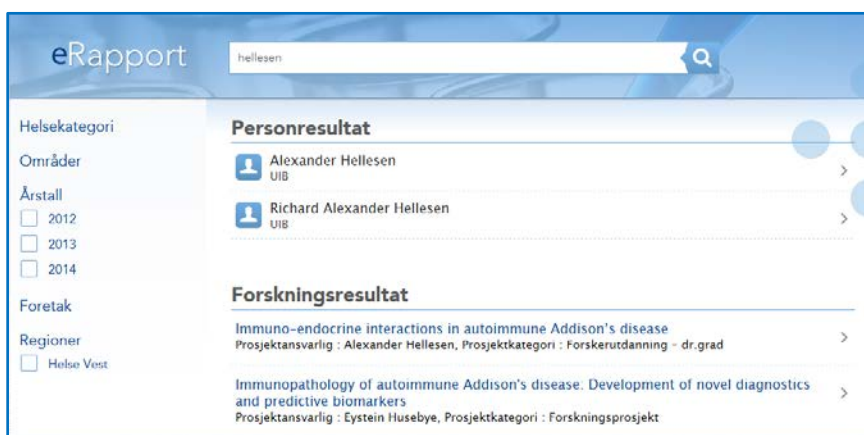 eRapport
hellesen
Helsekategori
Områder
Årstall
2012
2013
2014
Foretak
Regioner
Helse Vest
Personresultat
Alexander Hellesen
UIB
Richard Alexander Hellesen
UIB
Forskningsresultat
Immuno-endocrine interactions in autoimmune Addison's disease
Prosjektansvarlig : Alexander Hellesen, Prosjektkategori : Forskerutdanning - dr.grad
Immunopathology of autoimmune Addison's disease. Development of novel diagnostics
and predictive biomarkers
Prosjektansvarlig : Eystein Husebye, Prosjektkategori : Forskningsprosjekt